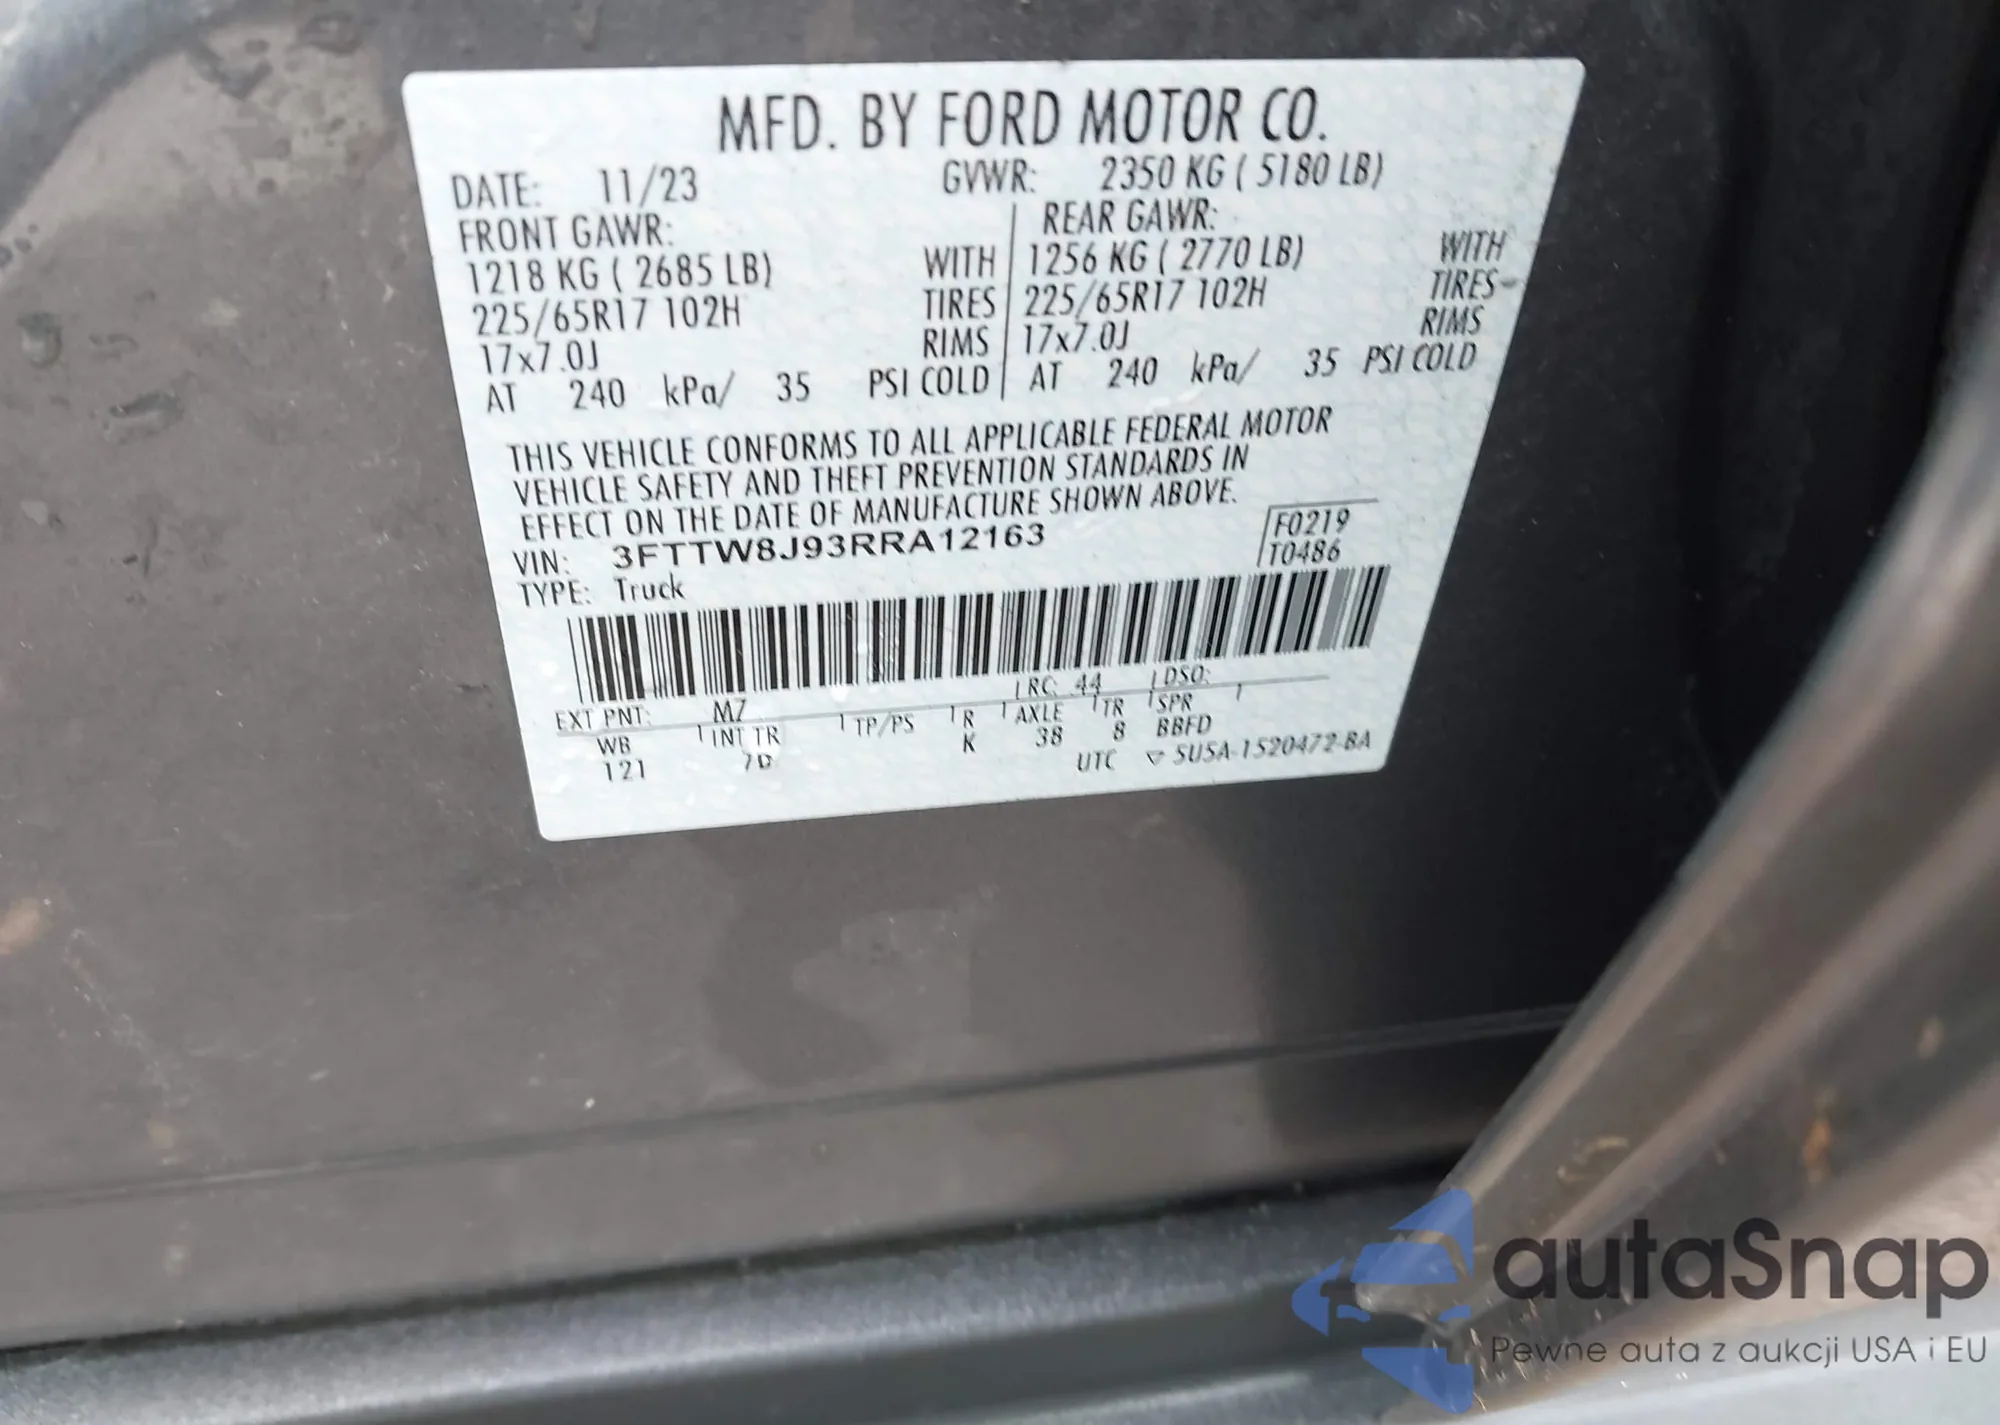 MFD. BY FORD MOTOR CO.
DATE: 11/23 GVWR: 2350 KG ( 5180 LB)
FRONT GAWR: REAR GAWR:
1218 KG ( 2685 LB) WITH 1256 KG ( 2770 LB) WITH
225/65R17 102H TIRES 225/65R17 102H TIRES
17x7.0J RIMS 17x7.0J RIMS
AT 240 kPa/ 35 PSI COLD AT 240 kPa/ 35 PSI COLD
THIS VEHICLE CONFORMS TO ALL APPLICABLE FEDERAL MOTOR
VEHICLE SAFETY AND THEFT PREVENTION STANDARDS IN
EFFECT ON THE DATE OF MANUFACTURE SHOWN ABOVE.
F0219
VIN: 3FTTW8J93RRA12163
T0486
TYPE: Truck
EXT PNT: M7 RC: 44 DSO:
WB INT TR TP/PS R AXLE TR SPR
121 K 38 8 BBFD
UTC 5U5A-1520472-BA
autaSnap
Pewne auta z aukcji USA i EU